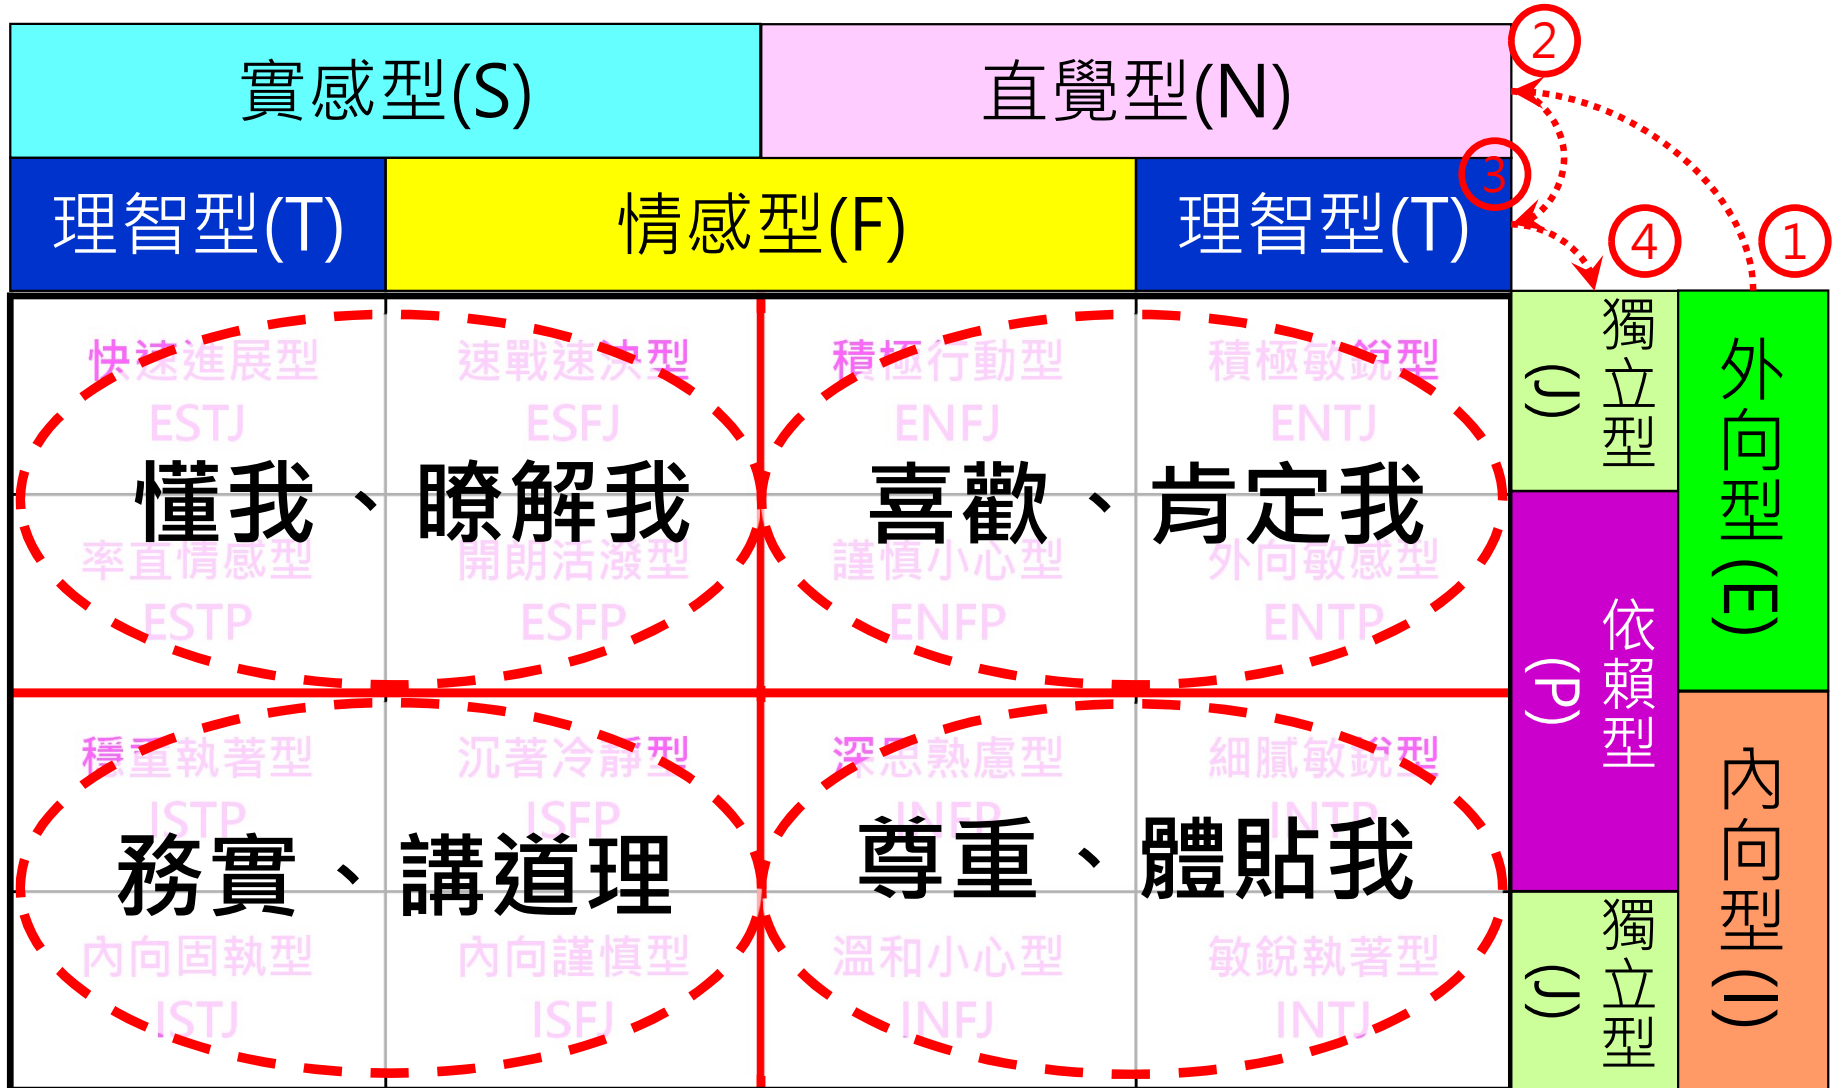 實感型(S)
直覺型(N)
②
理智型(T)
情感型(F)
理智型(T)
③
④
①
快速進展型
ESTJ
速戰速決型
ESFJ
積極行動型
ENFJ
積極敏銳型
ENTJ
懂我、瞭解我
喜歡、肯定我
率直情感型
ESTP
開朗活潑型
ESFP
謹慎小心型
ENFP
外向敏感型
ENTP
穩重執著型
ISTP
沉著冷靜型
ISFP
深思熟慮型
INFP
細膩敏銳型
INTP
務實、講道理
尊重、體貼我
內向固執型
ISTJ
內向謹慎型
ISFJ
溫和小心型
INFJ
敏銳執著型
INTJ
獨立型
(J)
依賴型
(P)
獨立型
(J)
外向型(E)
內向型(I)